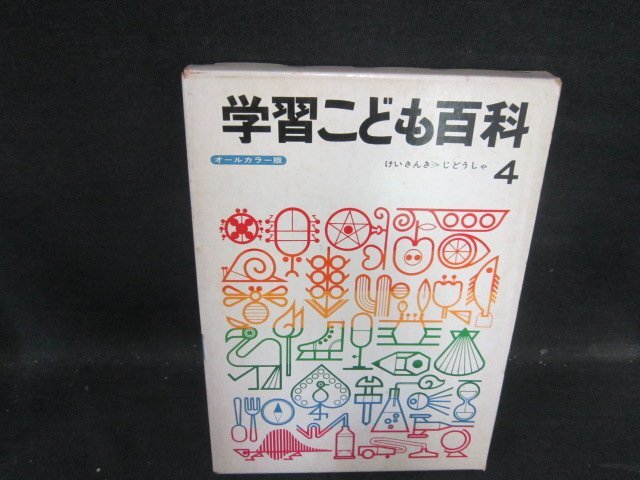 学習こども百科
オールカラー版
けいさんき＞じどうしゃ
4